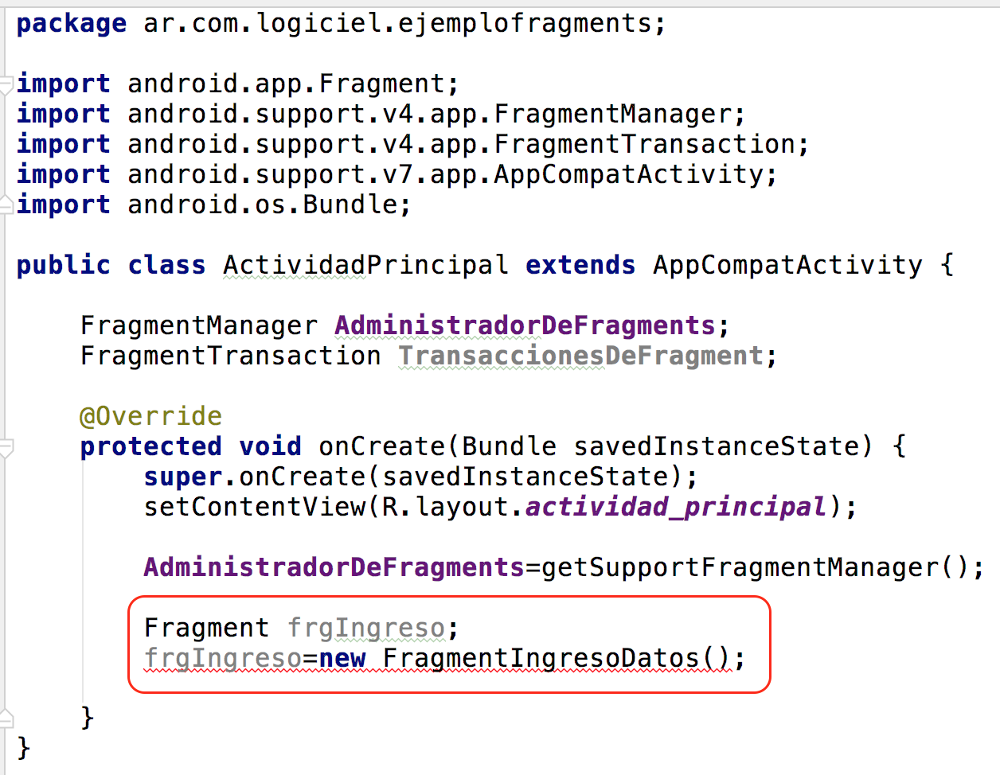 package ar.com.logiciel.ejemplofragments;
import android.app.Fragment;
import android.support.v4.app.FragmentManager;
import android.support.v4.app.FragmentTransaction;
import android.support.v7.app.AppCompatActivity;
import android.os.Bundle;
public class ActividadPrincipal extends AppCompatActivity {
FragmentManager AdministradorDeFragments;
FragmentTransaction TransaccionesDeFragment;
@Override
protected void onCreate(Bundle savedInstanceState) {
super.onCreate(savedInstanceState);
setContentView(R.layout.actividad_principal);
AdministradorDeFragments=getSupportFragmentManager();
Fragment frgIngreso;
frgIngreso=new FragmentIngresoDatos();
}
}